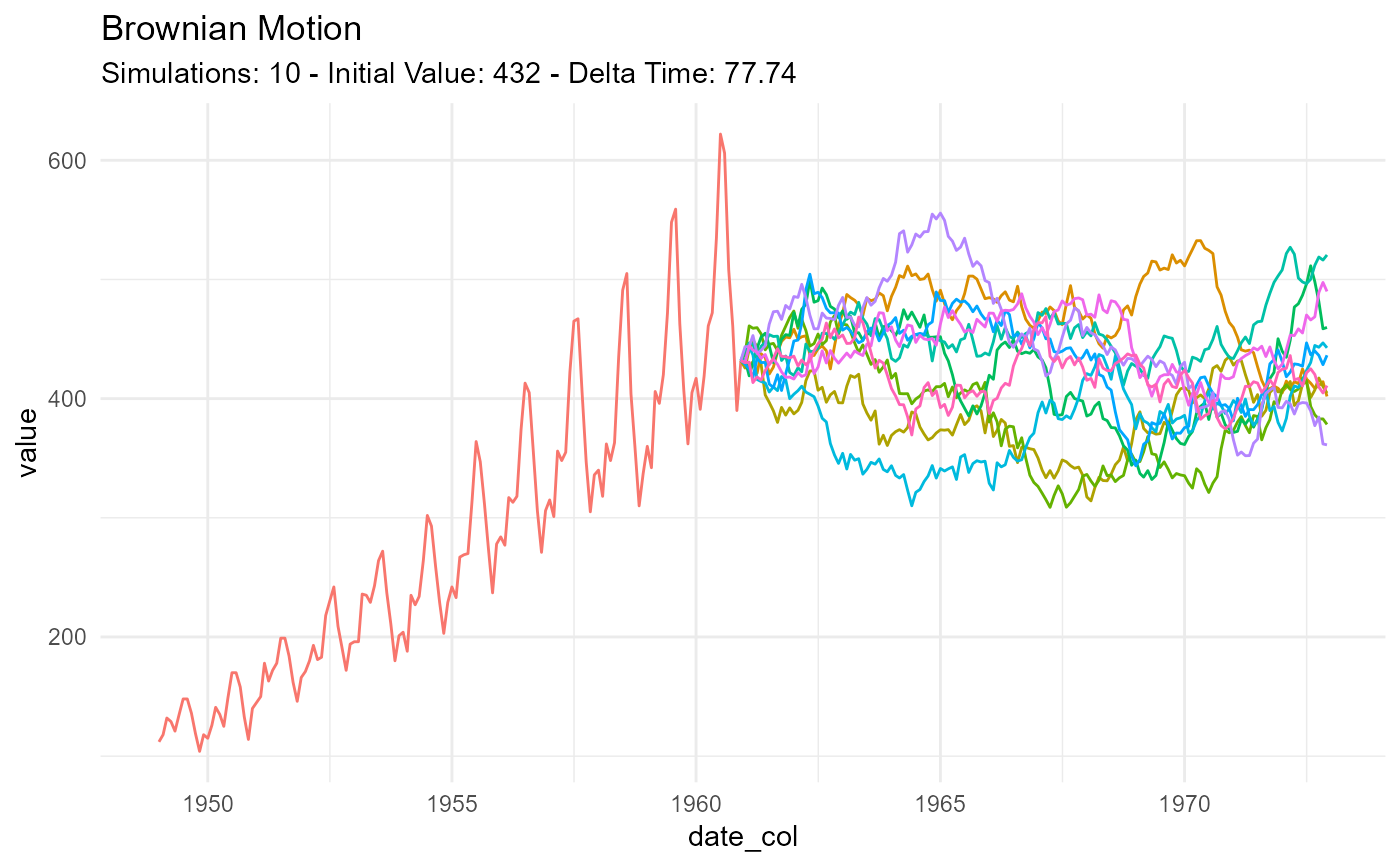 Brownian Motion
Simulations: 10 - Initial Value: 432 - Delta Time: 77.74
600
400
200
value
1950 1955 1960 1965 1970
date_col